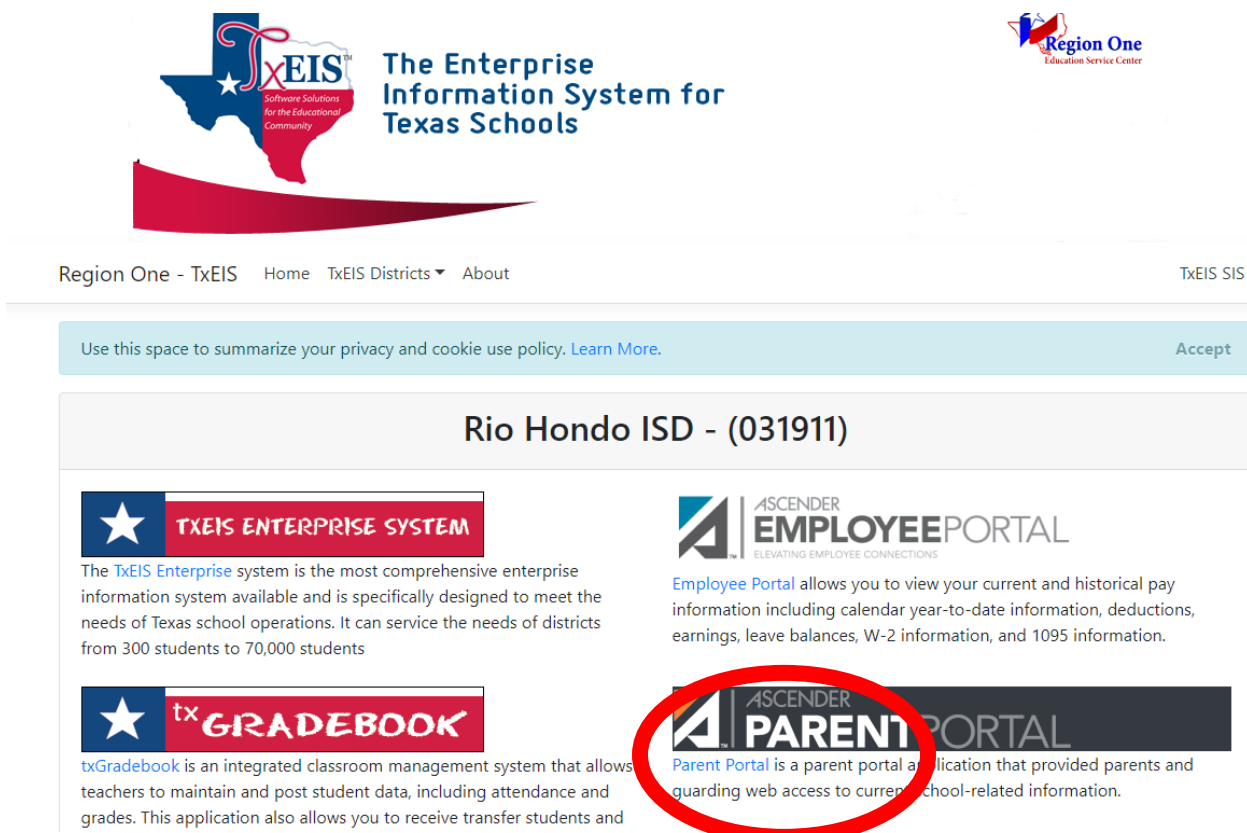 TxEIS™
Software Solutions
for the Educational
Community
The Enterprise
Information System for
Texas Schools
Region One
Education Service Center
Region One - TxEIS Home TxEIS Districts About TxEIS SIS
Use this space to summarize your privacy and cookie use policy. Learn More. Accept
Rio Hondo ISD - (031911)
TXEIS ENTERPRISE SYSTEM
The TxEIS Enterprise system is the most comprehensive enterprise
information system available and is specifically designed to meet the
needs of Texas school operations. It can service the needs of districts
from 300 students to 70,000 students
ASCENDER
EMPLOYEEPORTAL
ELEVATING EMPLOYEE CONNECTIONS
Employee Portal allows you to view your current and historical pay
information including calendar year-to-date information, deductions,
earnings, leave balances, W-2 information, and 1095 information.
txGRADEBOOK
txGradebook is an integrated classroom management system that allows
teachers to maintain and post student data, including attendance and
grades. This application also allows you to receive transfer students and
ASCENDER
PARENTPORTAL
Parent Portal is a parent portal application that provided parents and
guarding web access to current school-related information.